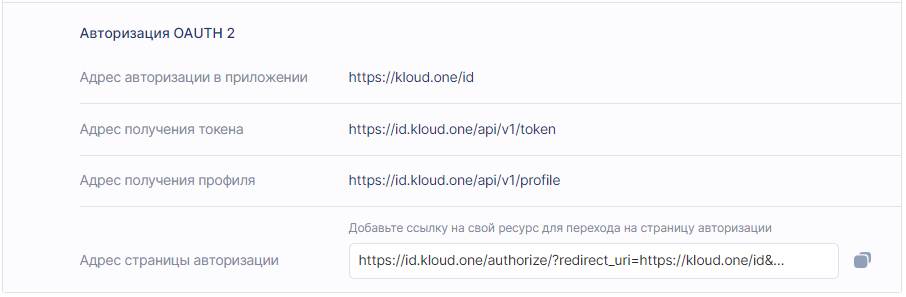 Авторизация OAUTH 2
Адрес авторизации в приложении https://kloud.one/id
Адрес получения токена https://id.kloud.one/api/v1/token
Адрес получения профиля https://id.kloud.one/api/v1/profile
Добавьте ссылку на свой ресурс для перехода на страницу авторизации
Адрес страницы авторизации https://id.kloud.one/authorize/?redirect_uri=https://kloud.one/id&...